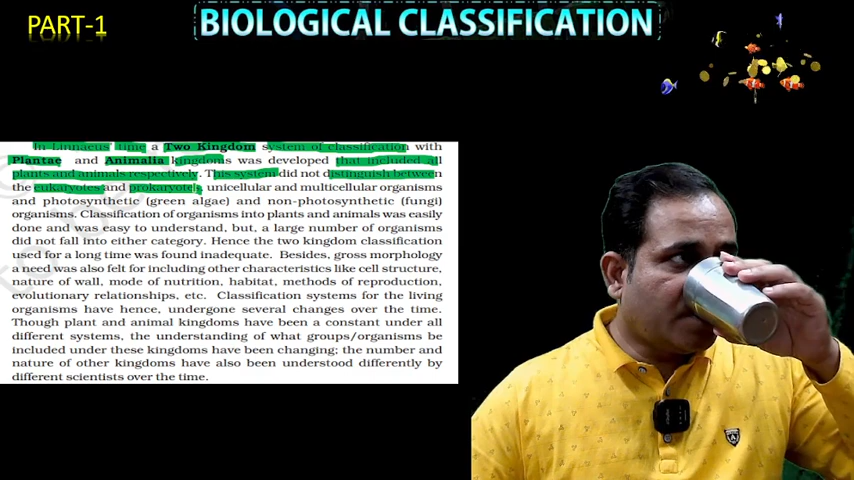 PART-1
BIOLOGICAL CLASSIFICATION
In Linnaeus' time a Two Kingdom system of classification with
Plantae and Animalia kingdoms was developed that included all
plants and animals respectively. This system did not distinguish between
the eukaryotes and prokaryotes, unicellular and multicellular organisms
and photosynthetic (green algae) and non-photosynthetic (fungi)
organisms. Classification of organisms into plants and animals was easily
done and was easy to understand, but, a large number of organisms
did not fall into either category. Hence the two kingdom classification
used for a long time was found inadequate. Besides, gross morphology
a need was also felt for including other characteristics like cell structure,
nature of wall, mode of nutrition, habitat, methods of reproduction,
evolutionary relationships, etc. Classification systems for the living
organisms have hence, undergone several changes over the time.
Though plant and animal kingdoms have been a constant under all
different systems, the understanding of what groups/organisms be
included under these kingdoms have been changing; the number and
nature of other kingdoms have also been understood differently by
different scientists over the time.